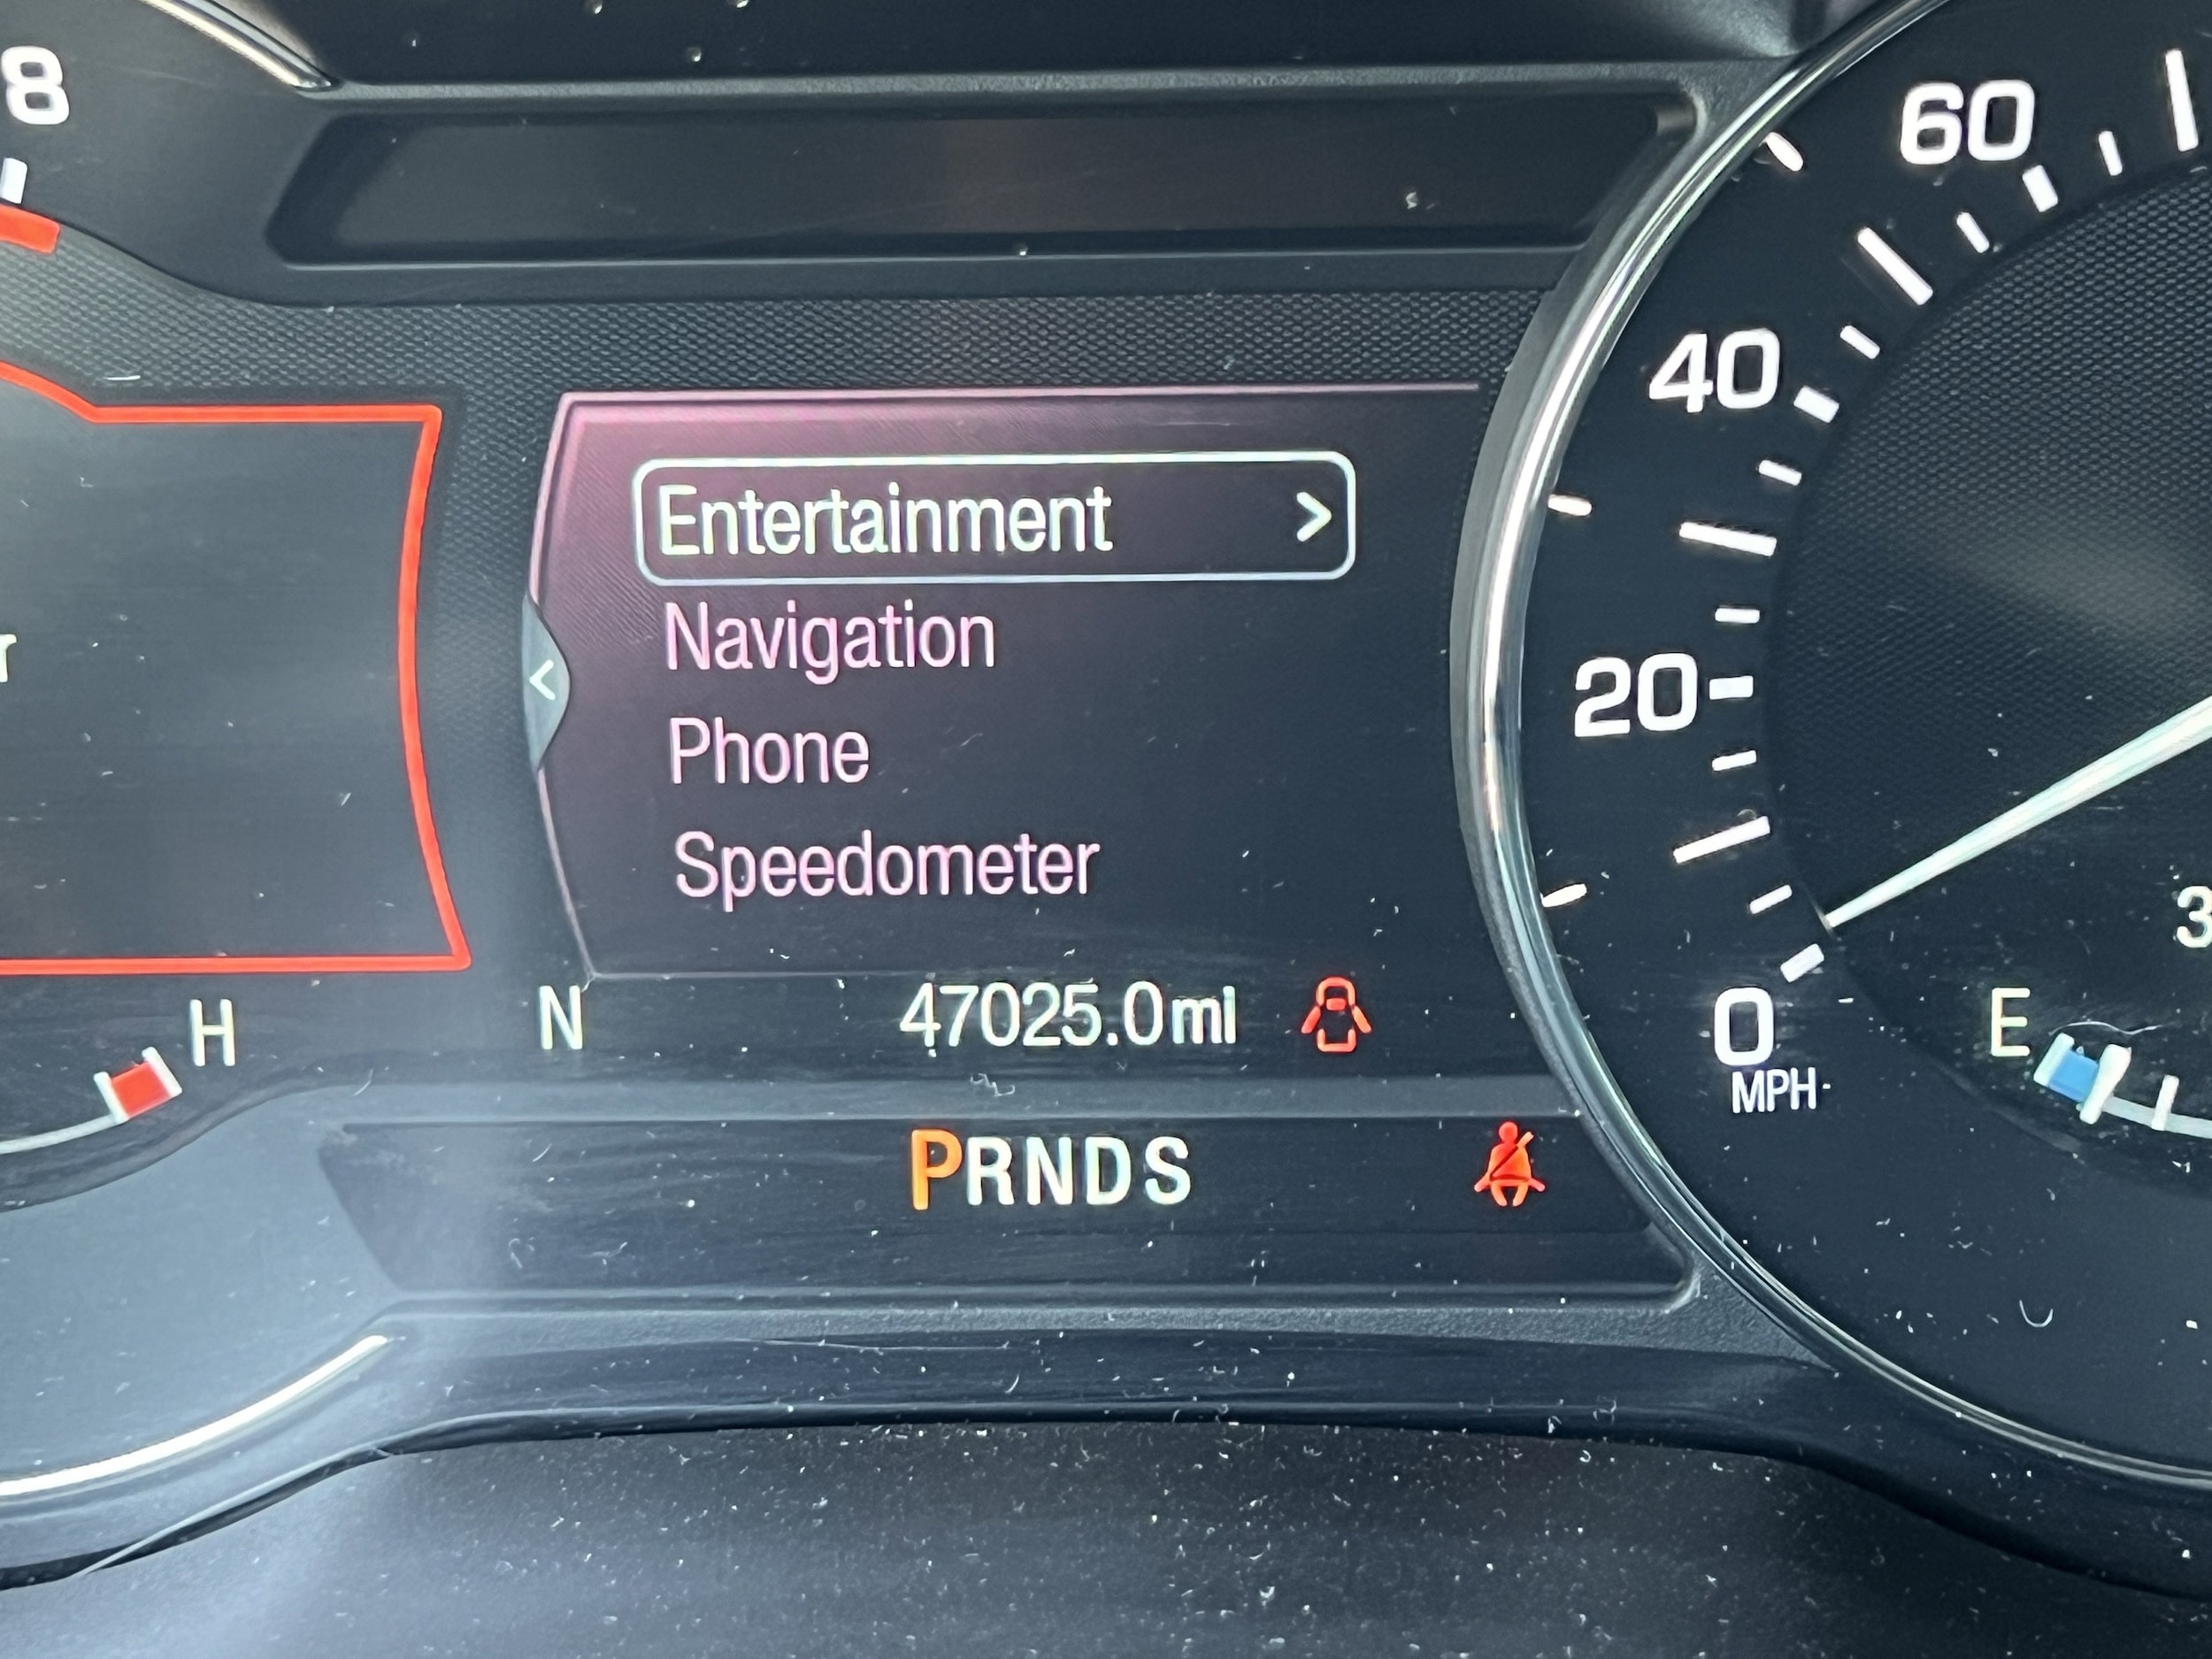 8
60
40
Entertainment >
Navigation
<
20
Phone
Speedometer
H
N 47025.0mi
0
MPH
E
PRNDS